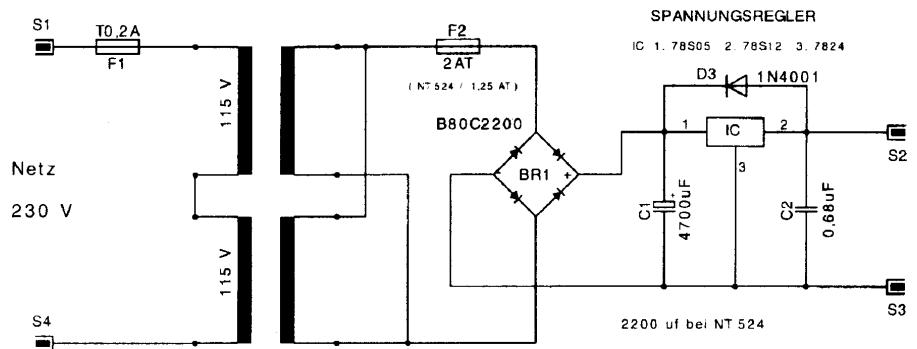 SPANNUNGSREGLER
IC 1. 78S05 2. 78S12 3. 7824
S1
T0,2A
F1
F2
2AT
( NT 524 / 1,25 AT )
D3
1N4001
115 V
B80C2200
1
IC
2
S2
3
Netz
230 V
BR1
-
+
+
C1
4700uF
C2
0,68uF
115 V
S4
S3
2200 uf bei NT 524